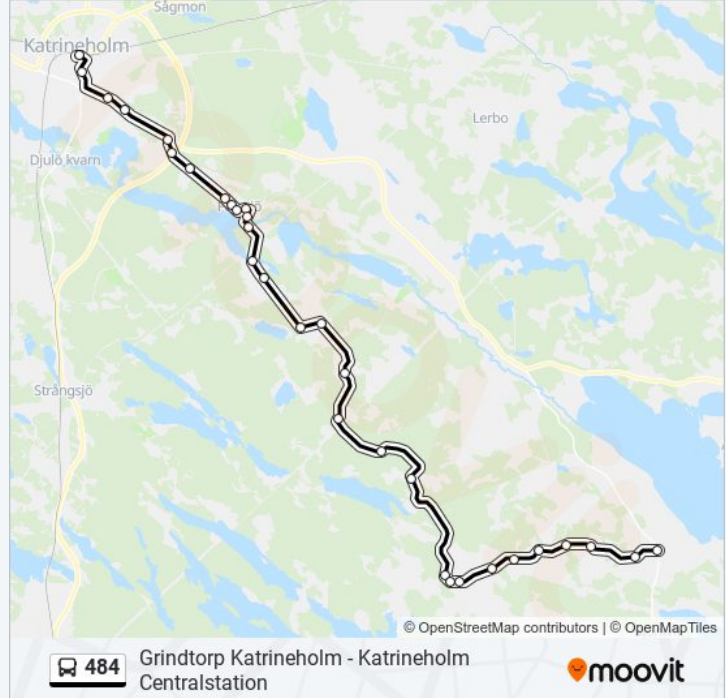 Sågmon
Katrineholm
Lerbo
Djulö kvarn
Strångsjö
© OpenStreetMap contributors | © OpenMapTiles
484
Grindtorp Katrineholm - Katrineholm
Centralstation
moovit